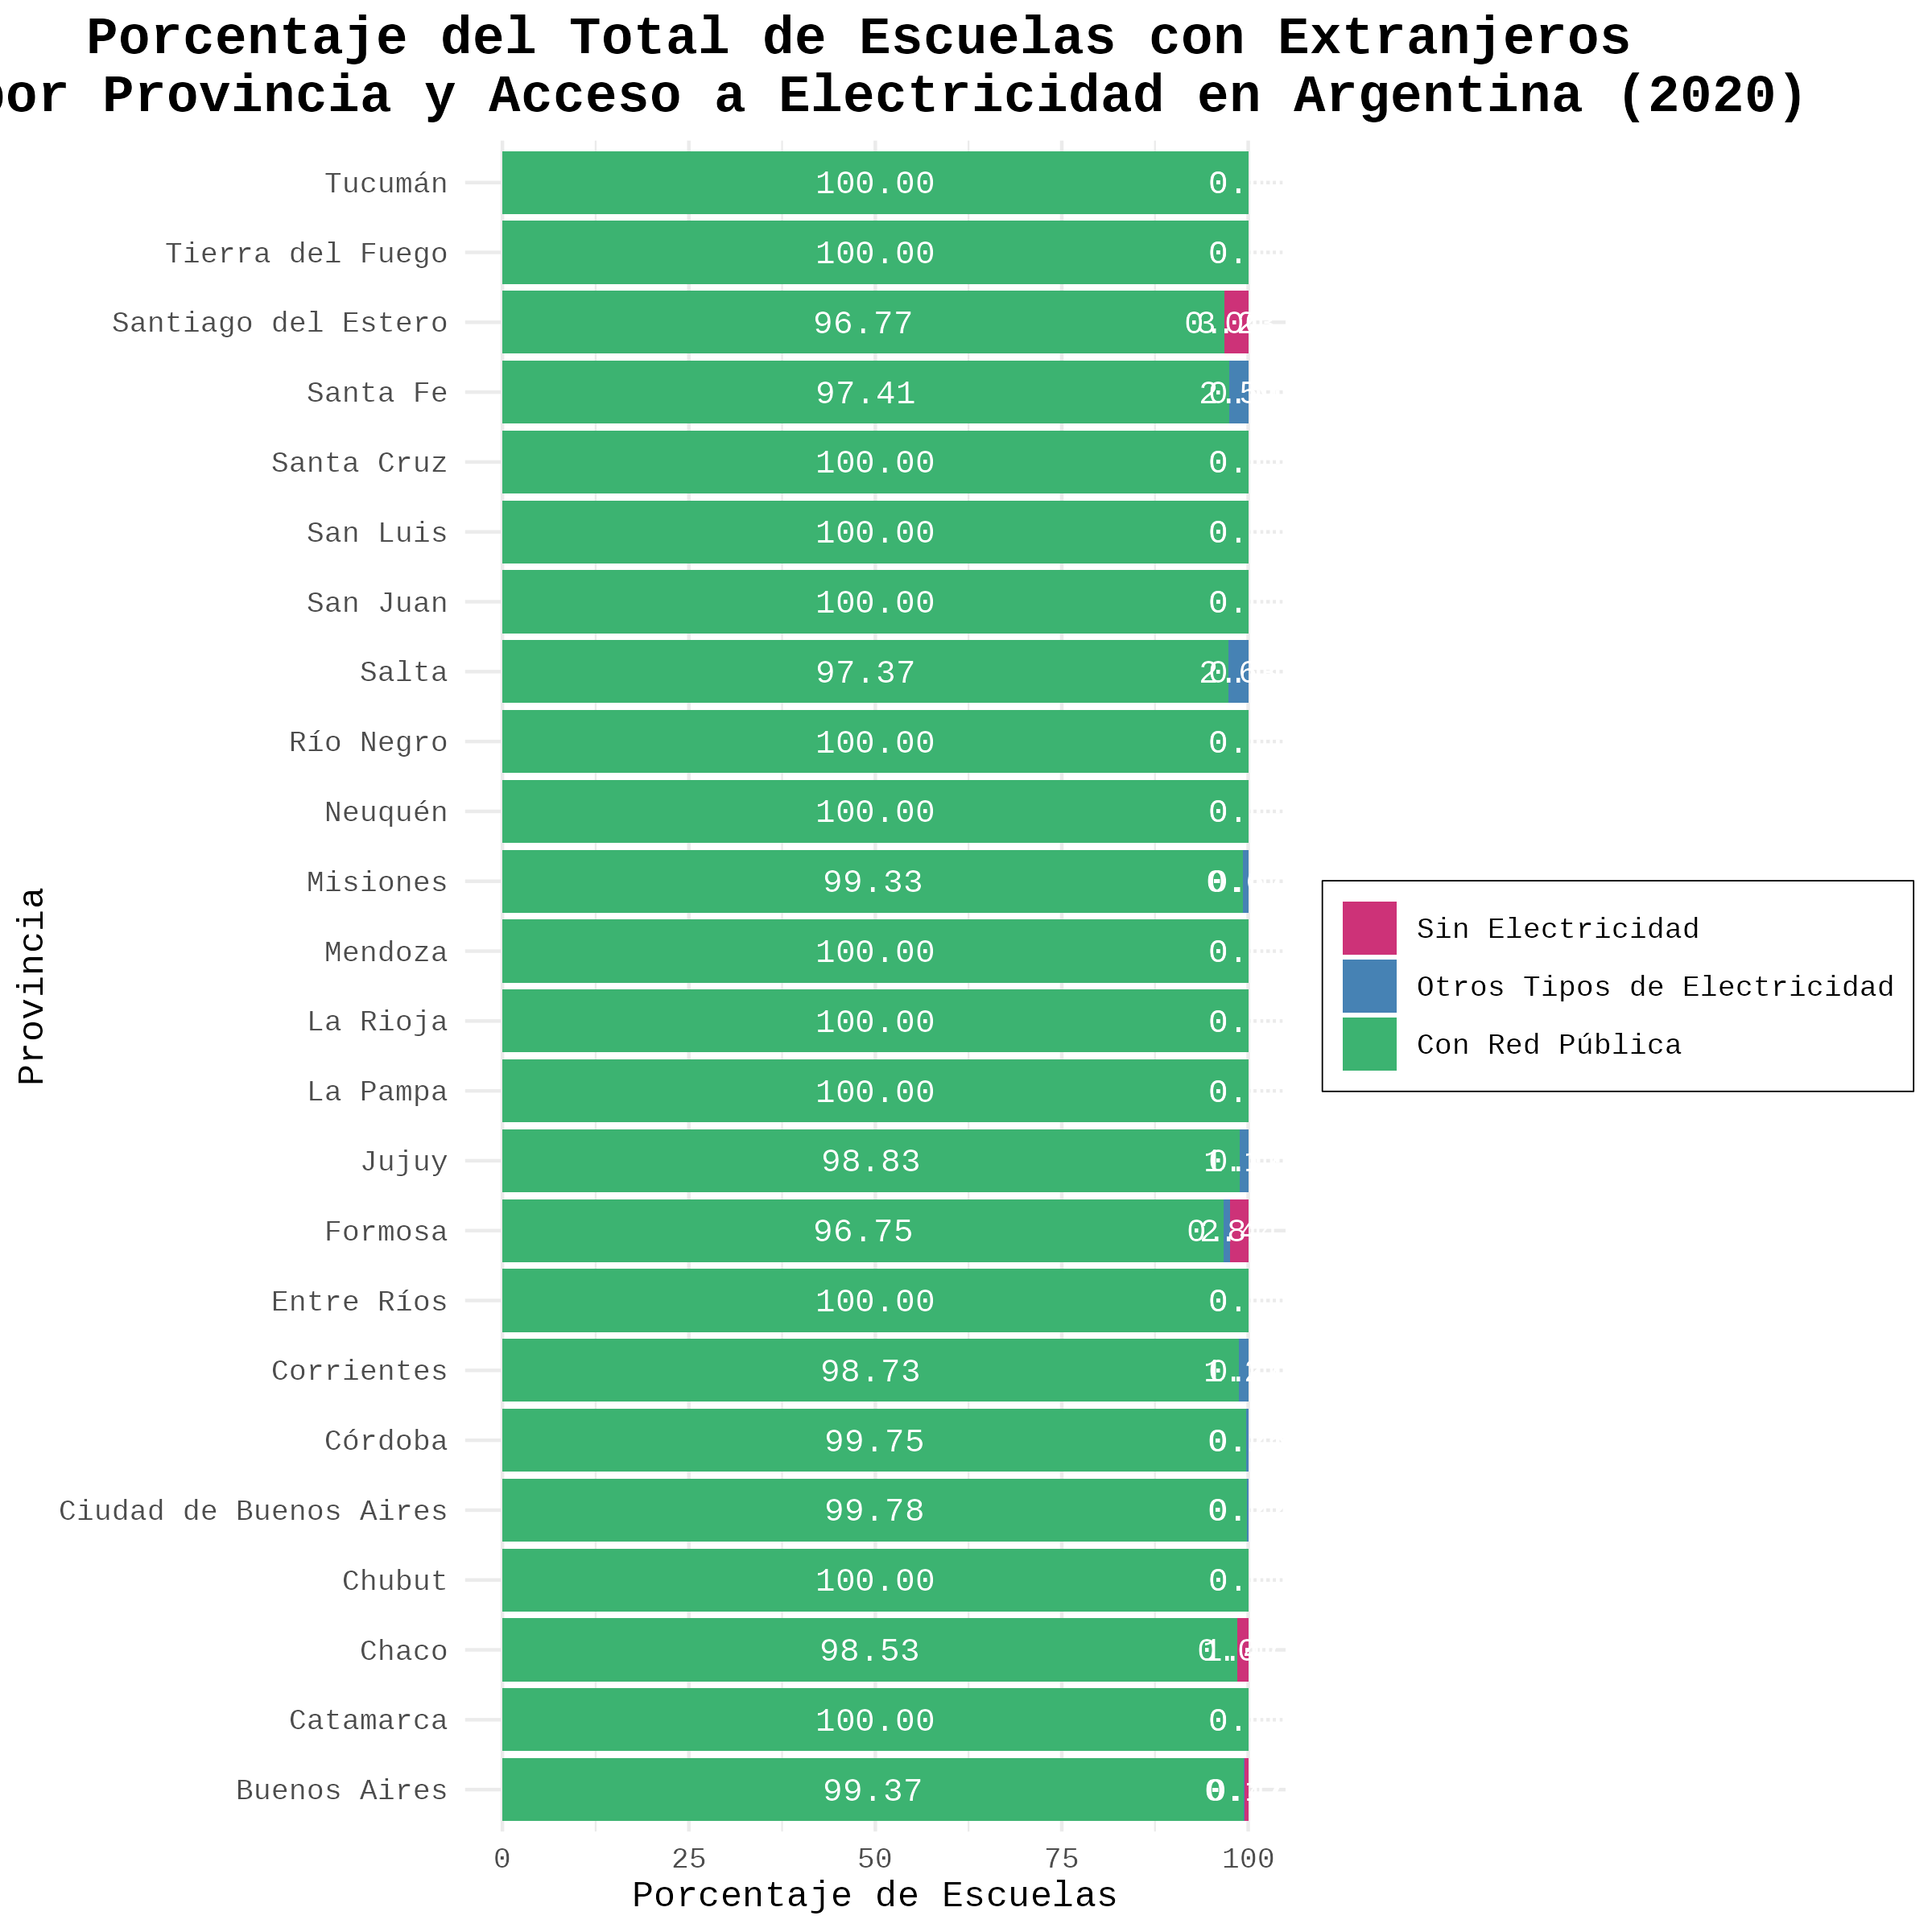 Porcentaje del Total de Escuelas con Extranjeros
por Provincia y Acceso a Electricidad en Argentina (2020)
Tucumán 100.00
Tierra del Fuego 100.00
Santiago del Estero 96.77
Santa Fe 97.41
Santa Cruz 100.00
San Luis 100.00
San Juan 100.00
Salta 97.37
Río Negro 100.00
Neuquén 100.00
Misiones 99.33
Mendoza 100.00
La Rioja 100.00
La Pampa 100.00
Jujuy 98.83
Formosa 96.75
Entre Ríos 100.00
Corrientes 98.73
Córdoba 99.75
Ciudad de Buenos Aires 99.78
Chubut 100.00
Chaco 98.53
Catamarca 100.00
Buenos Aires 99.37
0 25 50 75 100
Porcentaje de Escuelas
Provincia
Sin Electricidad
Otros Tipos de Electricidad
Con Red Pública